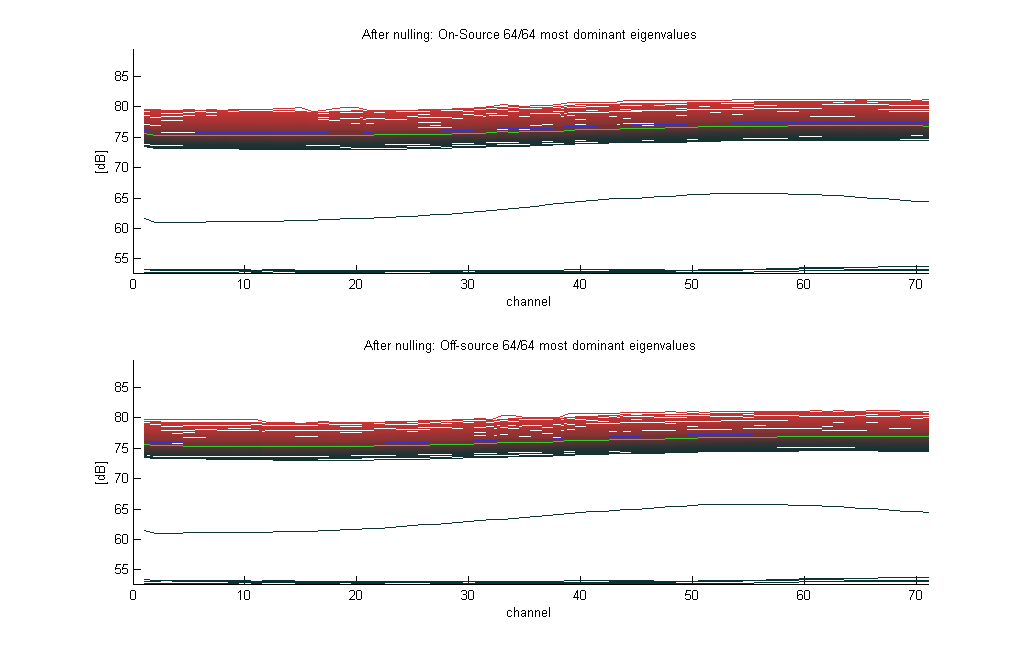 After nulling: On-Source 64/64 most dominant eigenvalues
85
80
75
70
65
60
55
[dB]
0 10 20 30 40 50 60 70
channel
After nulling: Off-source 64/64 most dominant eigenvalues
85
80
75
70
65
60
55
[dB]
0 10 20 30 40 50 60 70
channel